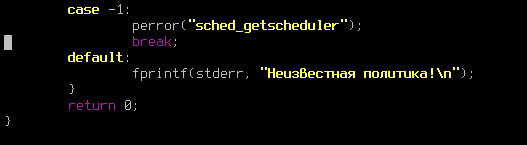 case -1:
perror("sched_getscheduler");
break;
default:
fprintf(stderr, "Неизвестная политика!\n");
}
return 0;
}